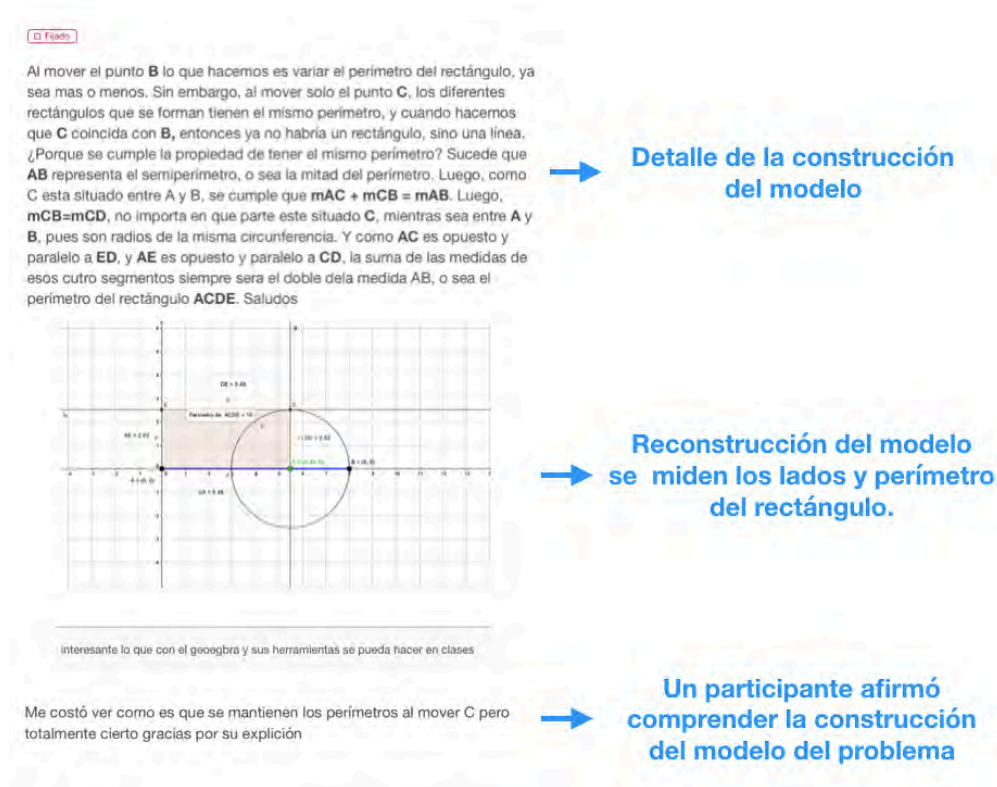 Fijado
Al mover el punto B lo que hacemos es variar el perimetro del rectángulo, ya
sea mas o menos. Sin embargo, al mover solo el punto C, los diferentes
rectángulos que se forman tienen el mismo perimetro, y cuando hacemos
que C coincida con B, entonces ya no habría un rectángulo, sino una línea.
¿Porque se cumple la propiedad de tener el mismo perímetro? Sucede que
AB representa el semiperímetro, o sea la mitad del perímetro. Luego, como
C esta situado entre A y B, se cumple que mAC + mCB = mAB. Luego,
mCB=mCD, no importa en que parte este situado C, mientras sea entre A y
B, pues son radios de la misma circunferencia. Y como AC es opuesto y
paralelo a ED, y AE es opuesto y paralelo a CD, la suma de las medidas de
esos cutro segmentos siempre sera el doble dela medida AB, o sea el
perímetro del rectángulo ACDE. Saludos
Detalle de la construcción
del modelo
Perímetro de ACDE = 16
B = (8, 0)
A = (0, 0)
Reconstrucción del modelo
se miden los lados y perímetro
del rectángulo.
interesante lo que con el geoegbra y sus herramientas se pueda hacer en clases
Me costó ver como es que se mantienen los perímetros al mover C pero
totalmente cierto gracias por su explición
Un participante afirmó
comprender la construcción
del modelo del problema